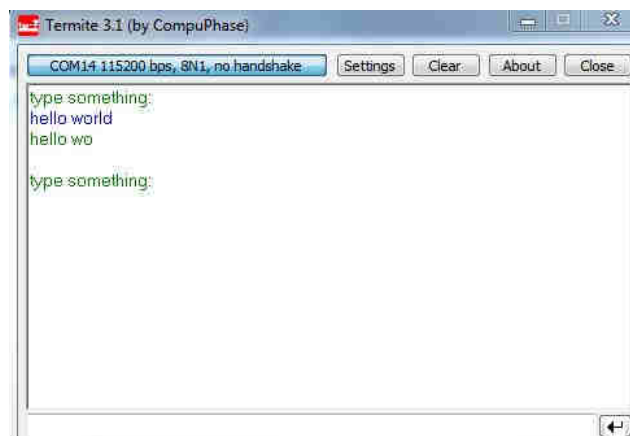 Termite 3.1 (by CompuPhase)
COM14 115200 bps, 8N1, no handshake Settings Clear About Close
type something:
hello world
hello wo
type something: